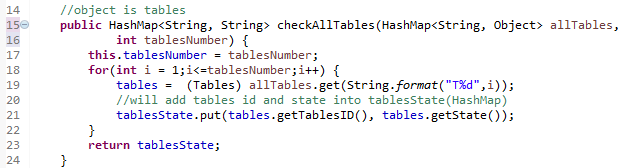 14 //object is tables
15 public HashMap<String, String> checkAllTables(HashMap<String, Object> allTables,
16 int tablesNumber) {
17 this.tablesNumber = tablesNumber;
18 for(int i = 1;i<=tablesNumber;i++) {
19 tables =  (Tables) allTables.get(String.format("T%d",i));
20 //will add tables id and state into tablesState(HashMap)
21 tablesState.put(tables.getTablesID(), tables.getState());
22 }
23 return tablesState;
24 }